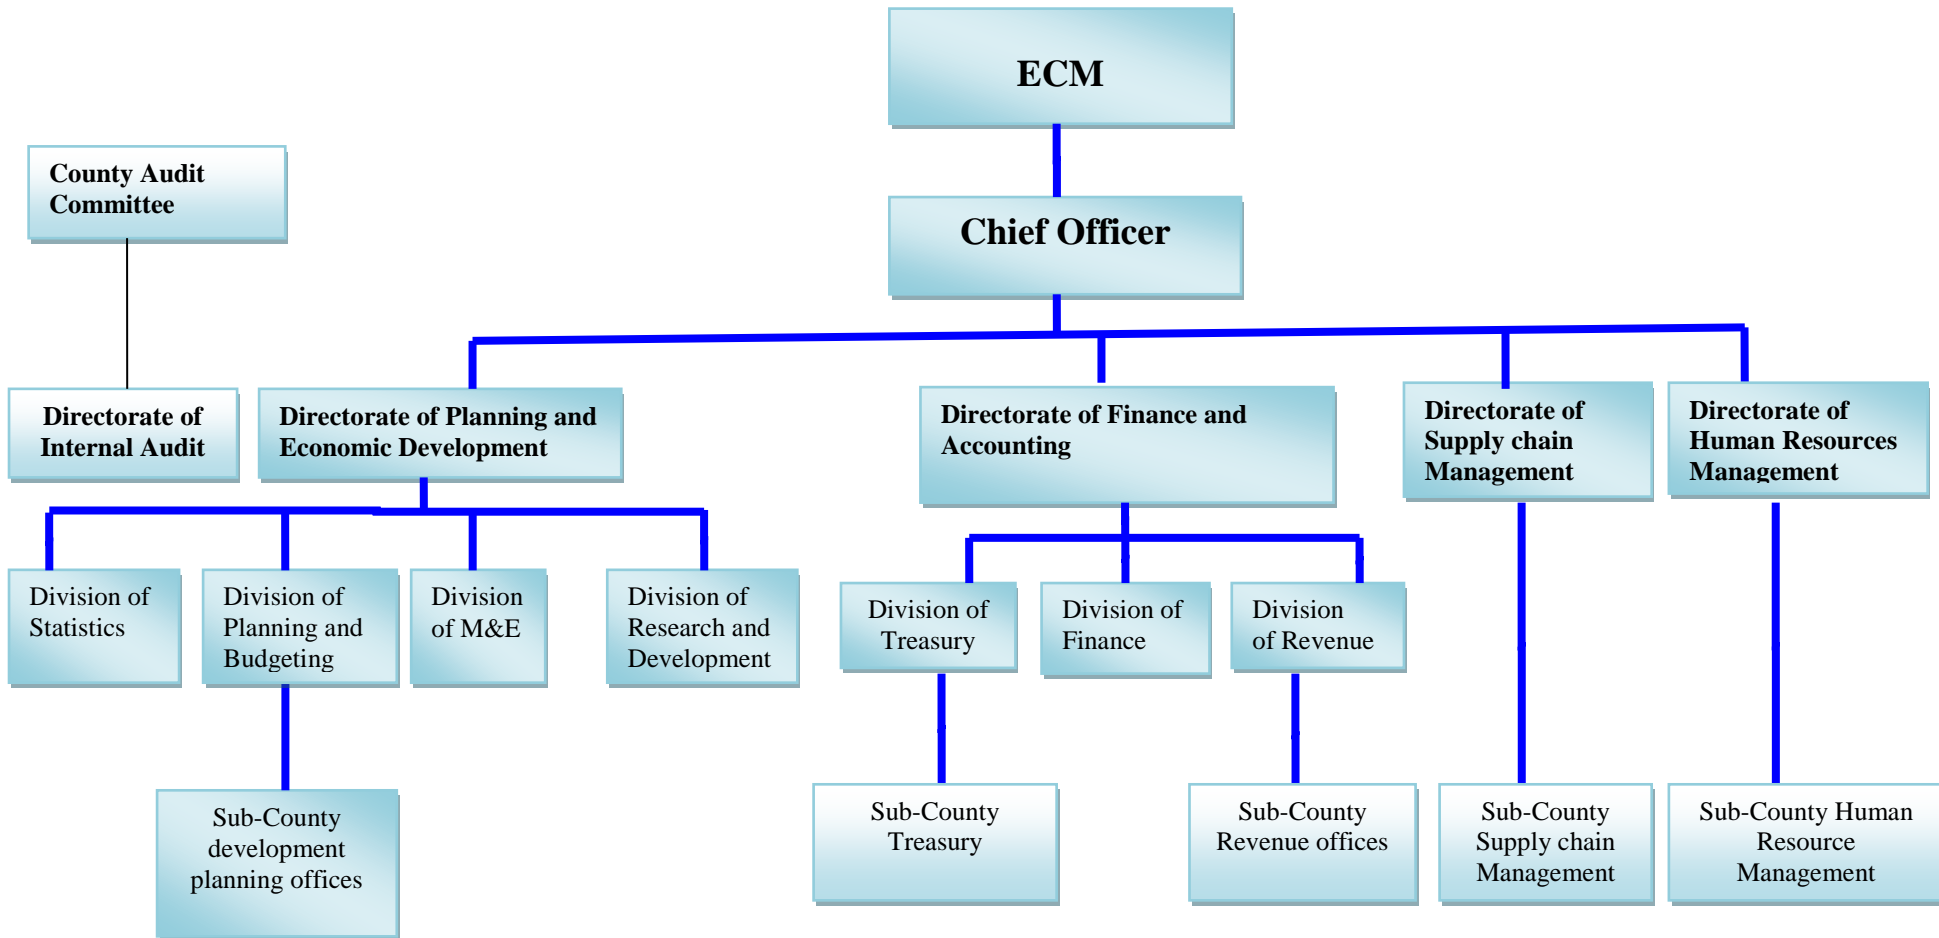 ECM
County Audit
Committee
Chief Officer
Directorate of
Internal Audit
Directorate of Planning and
Economic Development
Directorate of Finance and
Accounting
Directorate of
Supply chain
Management
Directorate of
Human Resources
Management
Division of
Statistics
Division of
Planning and
Budgeting
Division
of M&E
Division of
Research and
Development
Division of
Treasury
Division of
Finance
Division
of Revenue
Sub-County
development
planning offices
Sub-County
Treasury
Sub-County
Revenue offices
Sub-County
Supply chain
Management
Sub-County Human
Resource
Management